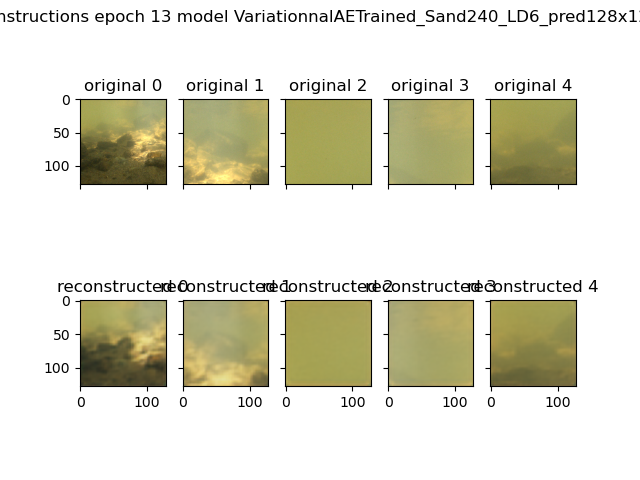 nstructions epoch 13 model VariationnalAETrained_Sand240_LD6_pred128x1
original 0 original 1 original 2 original 3 original 4
0
50
100
reconstructed 0 reconstructed 1 reconstructed 2 reconstructed 3 reconstructed 4
0
50
100
0 100 0 100 0 100 0 100 0 100